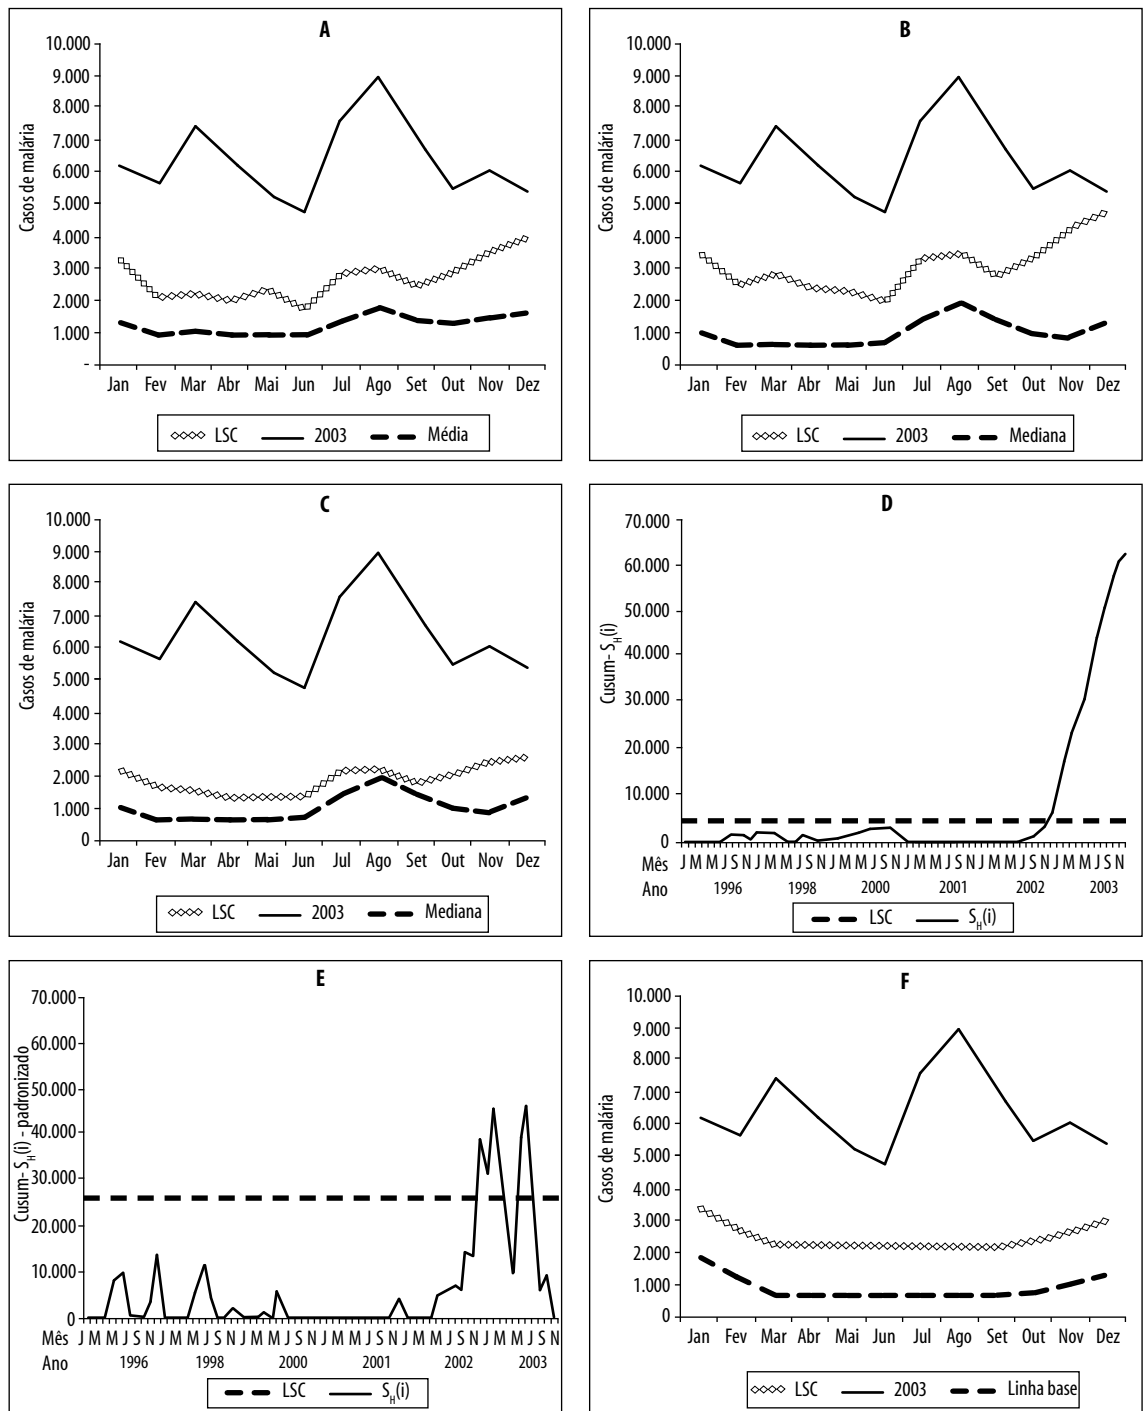 A
10.000
9.000
8.000
7.000
6.000
5.000
4.000
3.000
2.000
1.000
-
Casos de malária
Jan Fev Mar Abr Mai Jun Jul Ago Set Out Nov Dez
LSC 2003 Média
B
10.000
9.000
8.000
7.000
6.000
5.000
4.000
3.000
2.000
1.000
0
Casos de malária
Jan Fev Mar Abr Mai Jun Jul Ago Set Out Nov Dez
LSC 2003 Mediana
C
10.000
9.000
8.000
7.000
6.000
5.000
4.000
3.000
2.000
1.000
0
Casos de malária
Jan Fev Mar Abr Mai Jun Jul Ago Set Out Nov Dez
LSC 2003 Mediana
D
70.000
60.000
50.000
40.000
30.000
20.000
10.000
0
Cusum- S_H(i)
Mês J M M J S N J M M J S N J M M J S N J M M J S N J M M J S N J M M J S N
Ano 1996 1998 2000 2001 2002 2003
LSC S_H(i)
E
70.000
60.000
50.000
40.000
30.000
20.000
10.000
0
Cusum- S_H(i) - padronizado
Mês J M M J S N J M M J S N J M M J S N J M M J S N J M M J S N J M M J S N
Ano 1996 1998 2000 2001 2002 2003
LSC S_H(i)
F
10.000
9.000
8.000
7.000
6.000
5.000
4.000
3.000
2.000
1.000
0
Casos de malária
Jan Fev Mar Abr Mai Jun Jul Ago Set Out Nov Dez
LSC 2003 Linha base